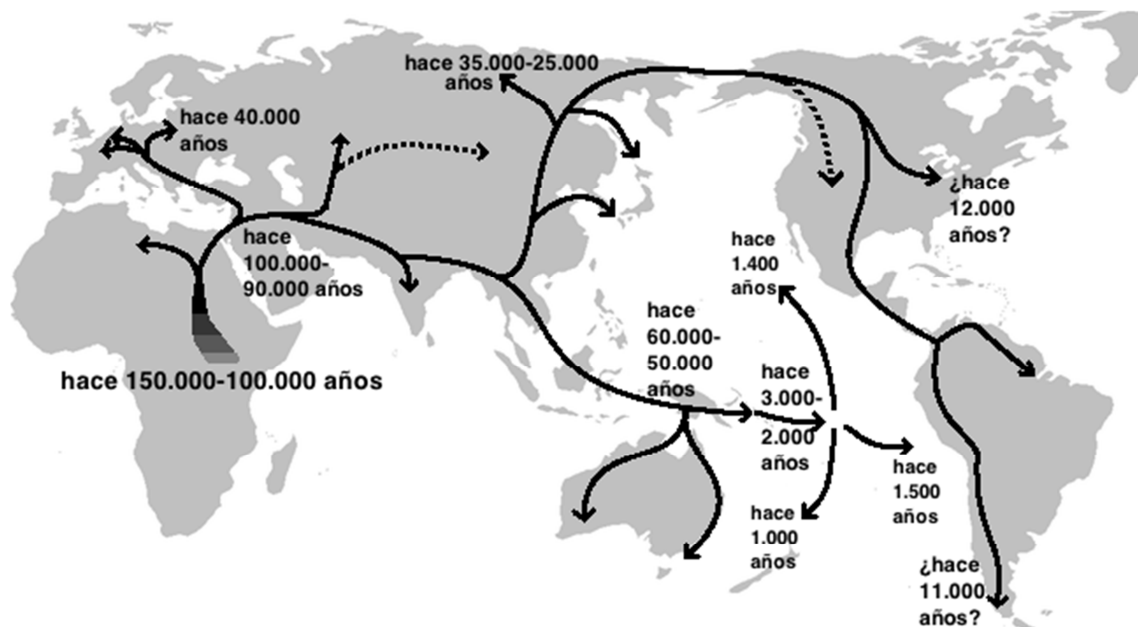 hace 35.000-25.000
años
hace 40.000
años
¿hace
12.000
años?
hace
100.000-
90.000 años
hace
1.400
años
hace
60.000-
50.000
años
hace 150.000-100.000 años
hace
3.000-
2.000
años
hace
1.500
años
hace
1.000
años
¿hace
11.000
años?